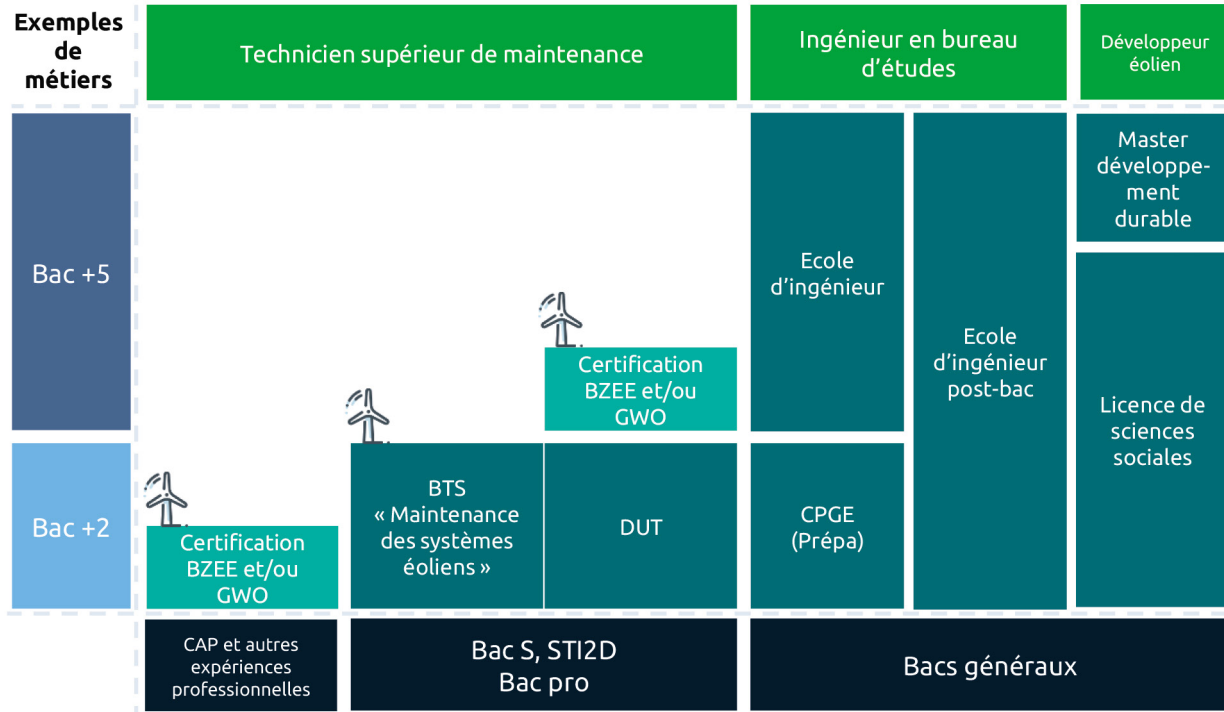 Exemples
de
métiers
Technicien supérieur de maintenance
Ingénieur en bureau
d’études
Développeur
éolien
Bac +5
Bac +2
Certification
BZEE et/ou
GWO
BTS
« Maintenance
des systèmes
éoliens »
Certification
BZEE et/ou
GWO
DUT
Ecole
d’ingénieur
CPGE
(Prépa)
Ecole
d’ingénieur
post-bac
Master
développe-
ment
durable
Licence de
sciences
sociales
CAP et autres
expériences
professionnelles
Bac S, STI2D
Bac pro
Bacs généraux